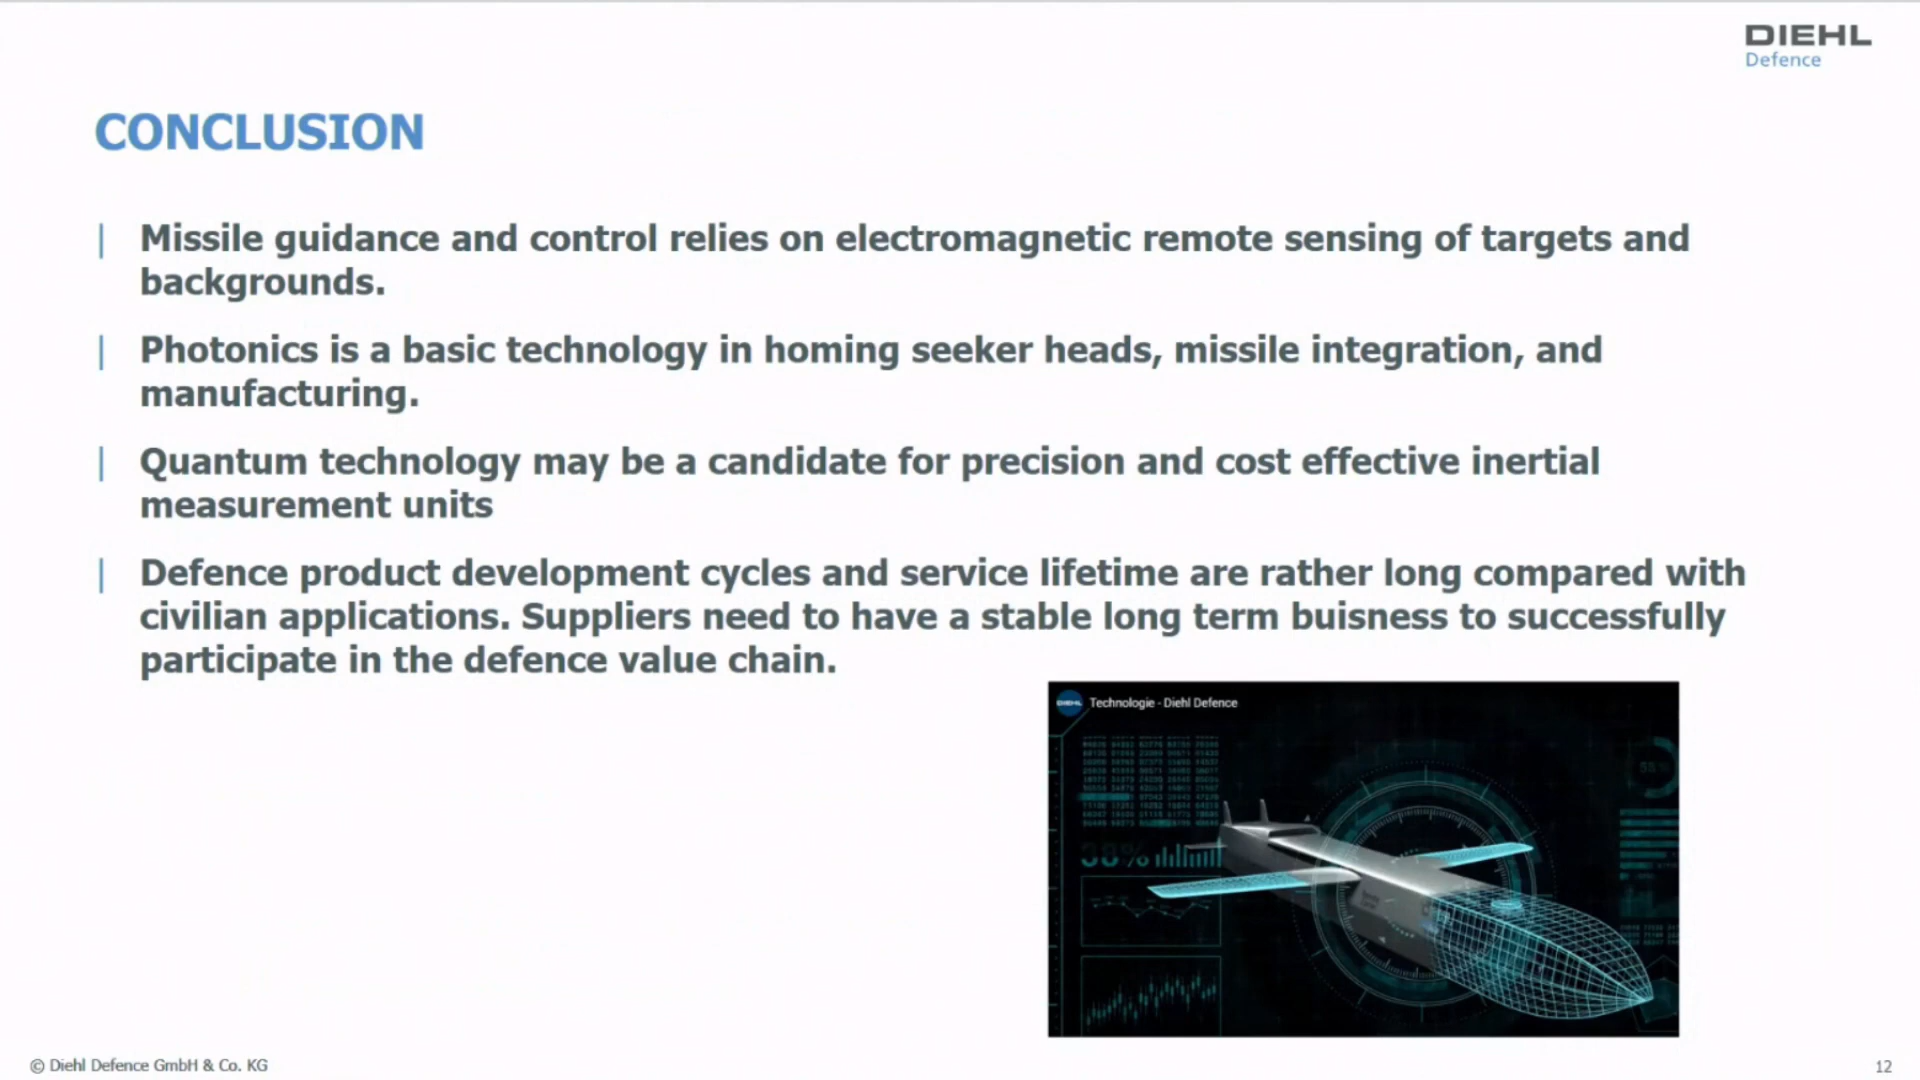 DIEHL
Defence
CONCLUSION
| Missile guidance and control relies on electromagnetic remote sensing of targets and
backgrounds.
| Photonics is a basic technology in homing seeker heads, missile integration, and
manufacturing.
| Quantum technology may be a candidate for precision and cost effective inertial
measurement units
| Defence product development cycles and service lifetime are rather long compared with
civilian applications. Suppliers need to have a stable long term buisness to successfully
participate in the defence value chain.
DIEHL Technologie - Diehl Defence
38%
© Diehl Defence GmbH & Co. KG
12